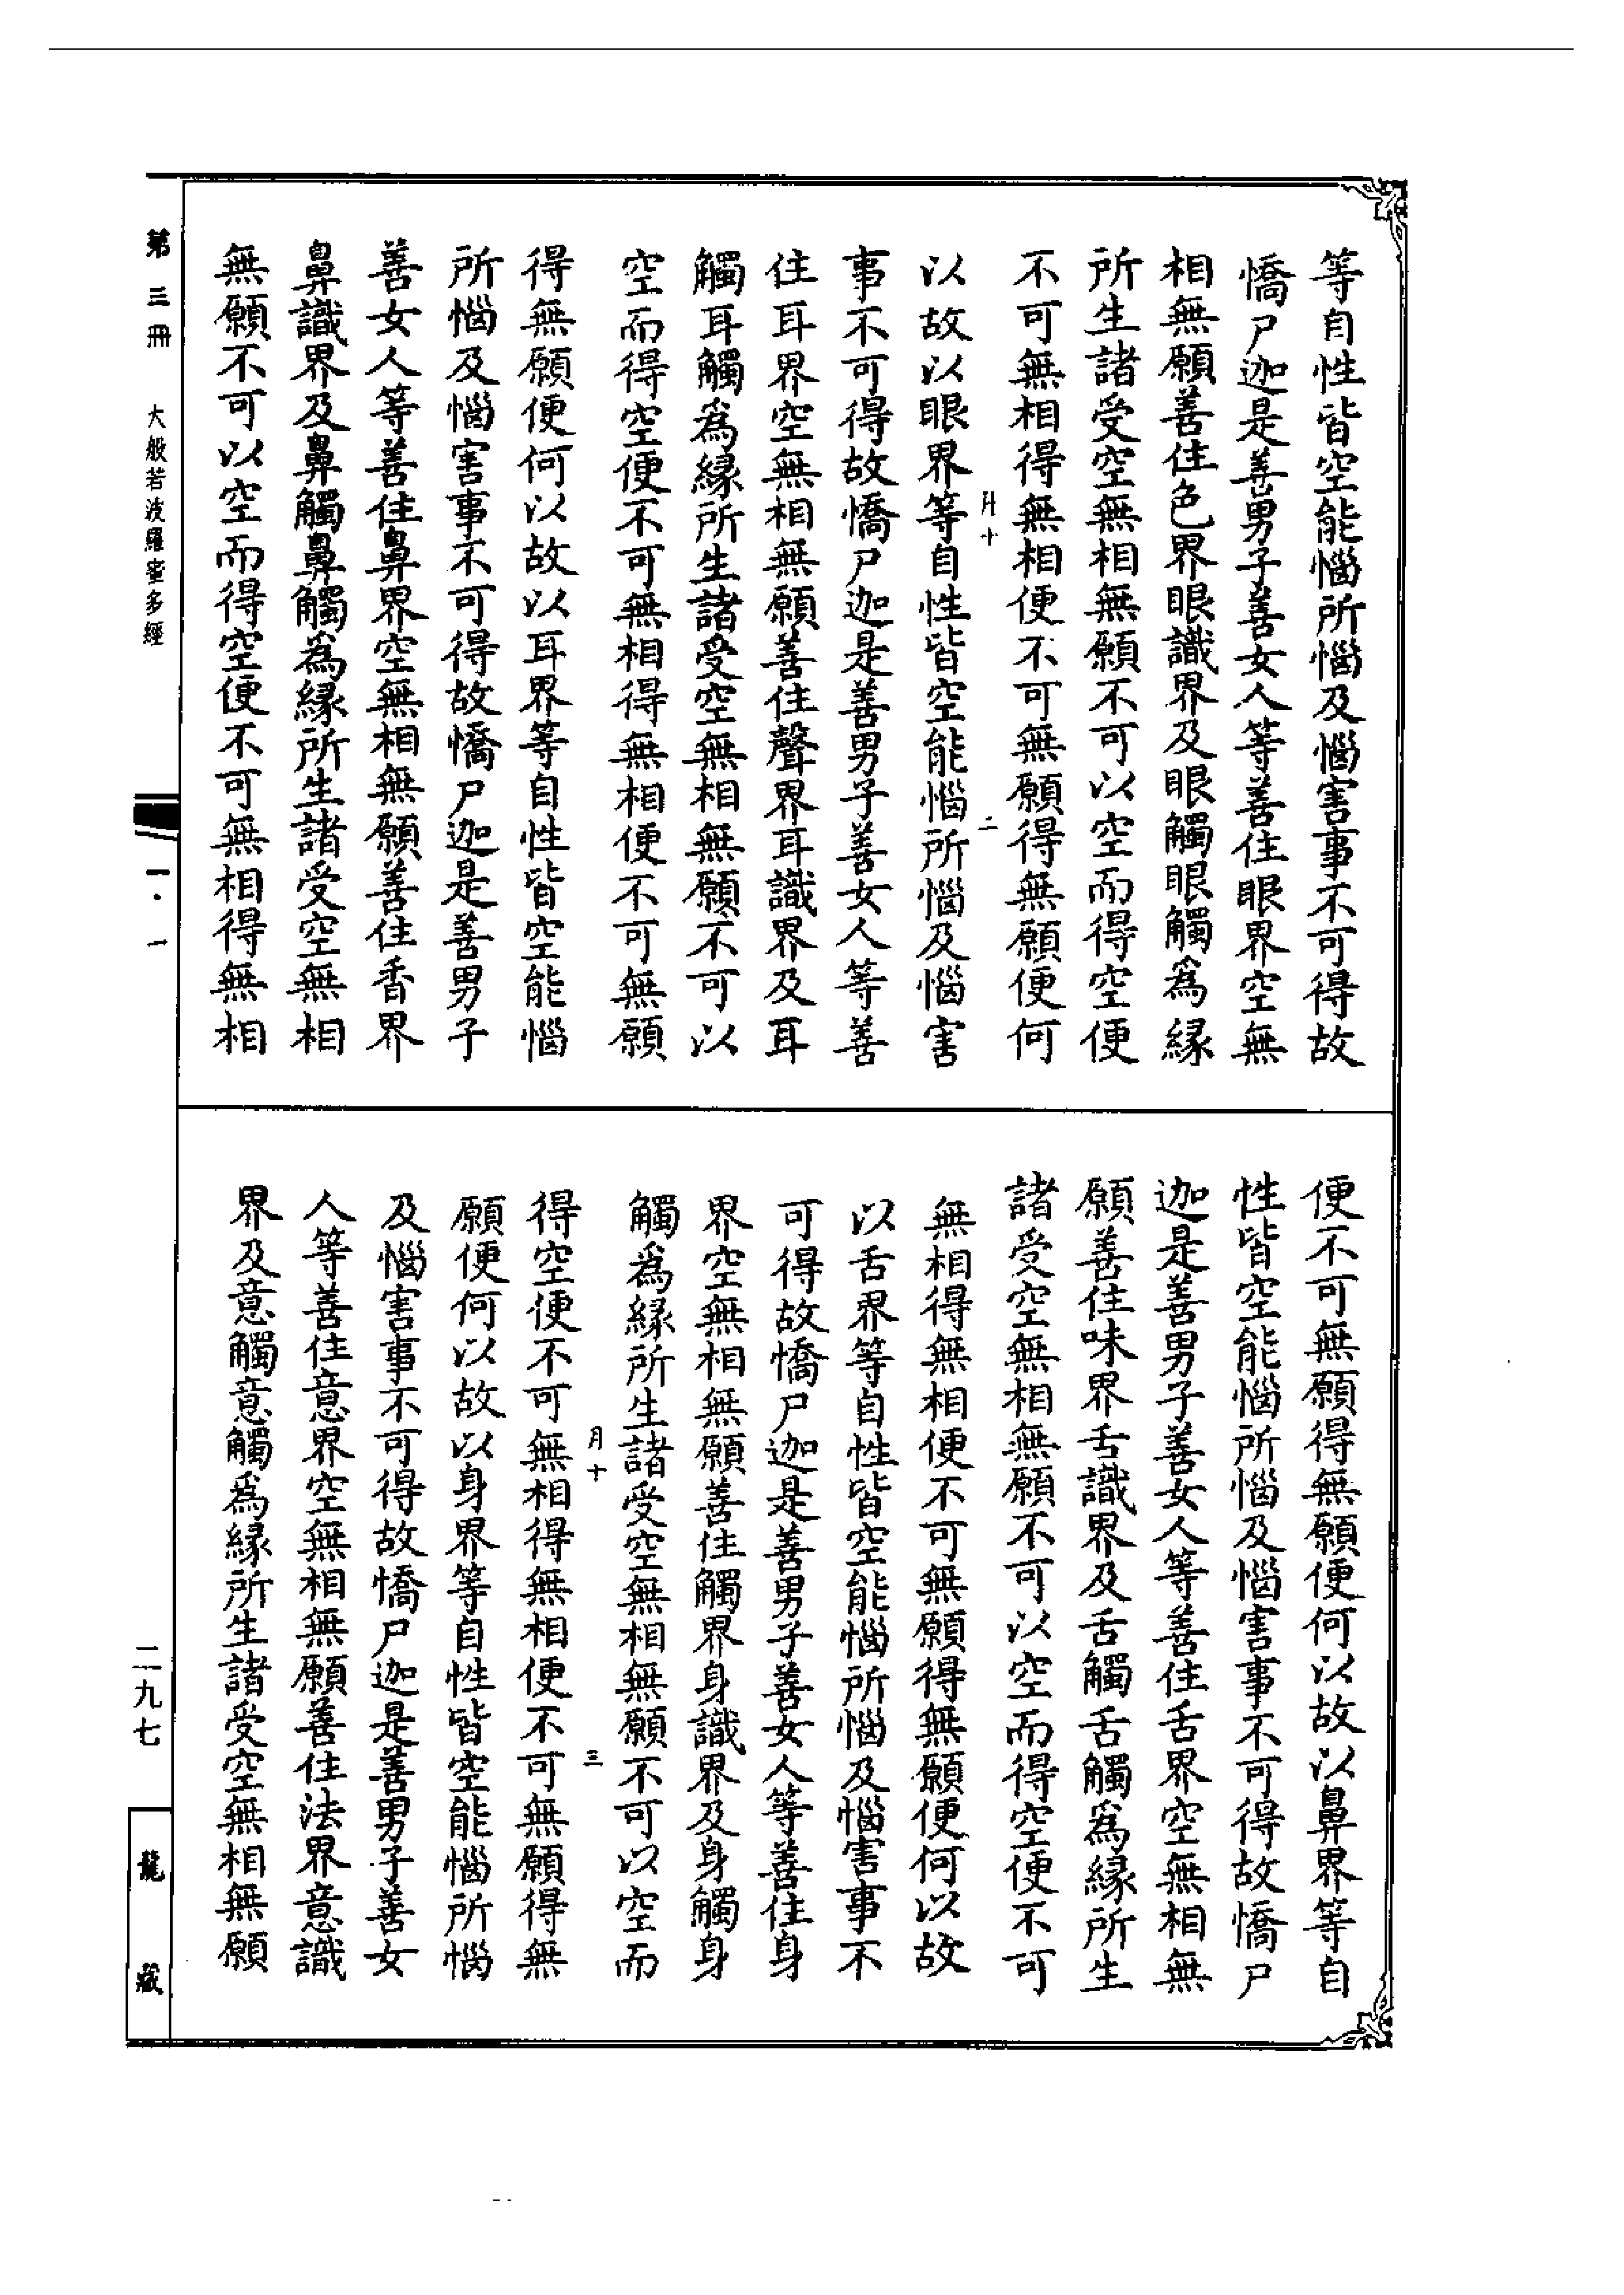 等自性皆空能惱所惱及惱害事不可得故
憍尸迦是善男子善女人等善住眼界空無
相無願善住色界眼識界及眼觸眼觸爲緣
所生諸受空無相無願不可以空而得空便
不可無相得無相便不可無願得無願便何
月十 二
以故以眼界等自性皆空能惱所惱及惱害
事不可得故憍尸迦是善男子善女人等善
住耳界空無相無願善住聲界耳識界及耳
觸耳觸爲緣所生諸受空無相無願不可以
空而得空便不可無相得無相便不可無願
得無願便何以故以耳界等自性皆空能惱
所惱及惱害事不可得故憍尸迦是善男子
善女人等善住鼻界空無相無願善住香界
鼻識界及鼻觸鼻觸爲緣所生諸受空無相
無願不可以空而得空便不可無相得無相
便不可無願得無願便何以故以鼻界等自
性皆空能惱所惱及惱害事不可得故憍尸
迦是善男子善女人等善住舌界空無相無
願善住味界舌識界及舌觸舌觸爲緣所生
諸受空無相無願不可以空而得空便不可
無相得無相便不可無願得無願便何以故
以舌界等自性皆空能惱所惱及惱害事不
可得故憍尸迦是善男子善女人等善住身
界空無相無願善住觸界身識界及身觸身
觸爲緣所生諸受空無相無願不可以空而
月十 三
得空便不可無相得無相便不可無願得無
願便何以故以身界等自性皆空能惱所惱
及惱害事不可得故憍尸迦是善男子善女
人等善住意界空無相無願善住法界意識
界及意觸意觸爲緣所生諸受空無相無願
第三冊 大般若波羅蜜多經 一·一 二九七 龍藏